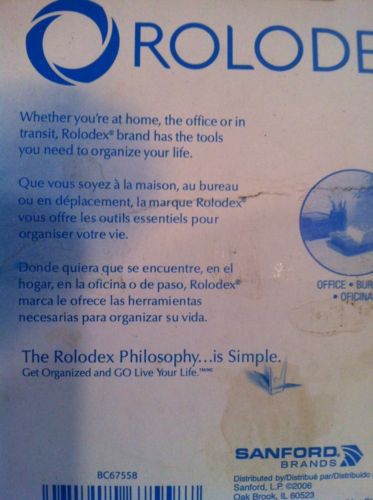 ROLODE
Whether you're at home, the office or in
transit, Rolodex® brand has the tools
you need to organize your life.
Que vous soyez à la maison, au bureau
ou en déplacement, la marque Rolodex®
vous offre les outils essentiels pour
organiser votre vie.
Donde quiera que se encuentre, en el
hogar, en la oficina o de paso, Rolodex®
marca le ofrece las herramientas
necesarias para organizar su vida.
OFFICE • BUR
• OFICINA
The Rolodex Philosophy...is Simple.
Get Organized and GO Live Your Life.™/MC
SANFORD®
BRANDS
BC67558
Distributed by/Distribué par/Distribuido
Sanford, L.P. ©2006
Oak Brook, IL 60523